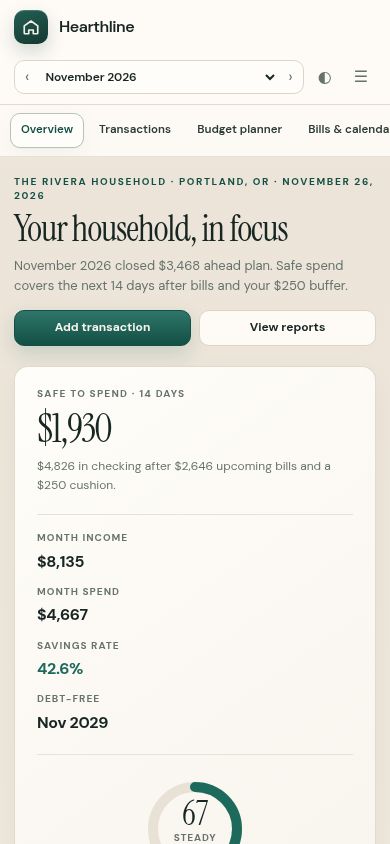 Hearthline
‹ November 2026 ›
Overview Transactions Budget planner Bills & calenda
THE RIVERA HOUSEHOLD · PORTLAND, OR · NOVEMBER 26,
2026
Your household, in focus
November 2026 closed $3,468 ahead plan. Safe spend
covers the next 14 days after bills and your $250 buffer.
Add transaction View reports
SAFE TO SPEND · 14 DAYS
$1,930
$4,826 in checking after $2,646 upcoming bills and a
$250 cushion.
MONTH INCOME
$8,135
MONTH SPEND
$4,667
SAVINGS RATE
42.6%
DEBT-FREE
Nov 2029
67
STEADY